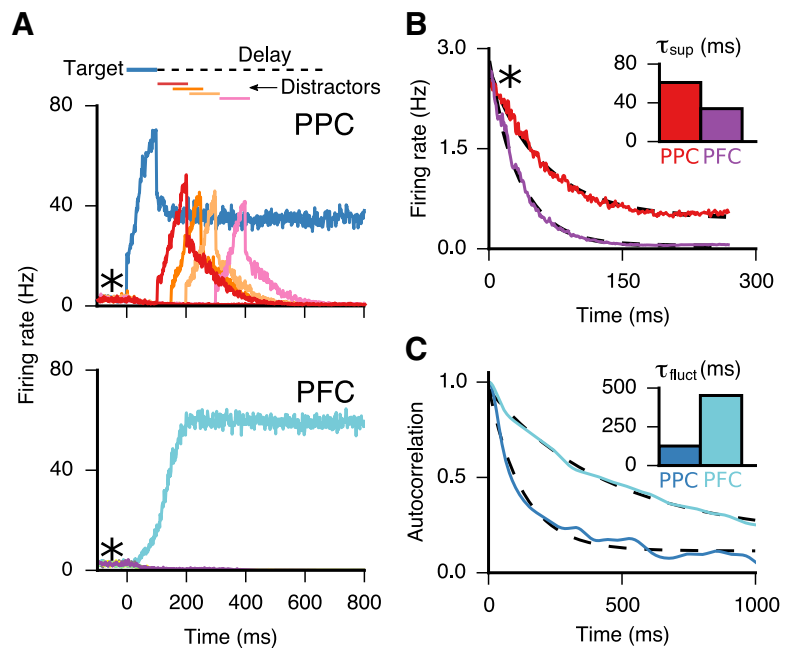 A
Target
Delay
Distractors
PPC
80
40
0
*
Firing rate (Hz)
PFC
80
40
0
*
0 200 400 600 800
Time (ms)
B
3.0
1.5
0.0
*
Firing rate (Hz)
0 150 300
Time (ms)
τsup (ms)
80
40
0
PPC PFC
C
1.0
0.5
0.0
Autocorrelation
0 500 1000
Time (ms)
τfluct (ms)
500
250
0
PPC PFC